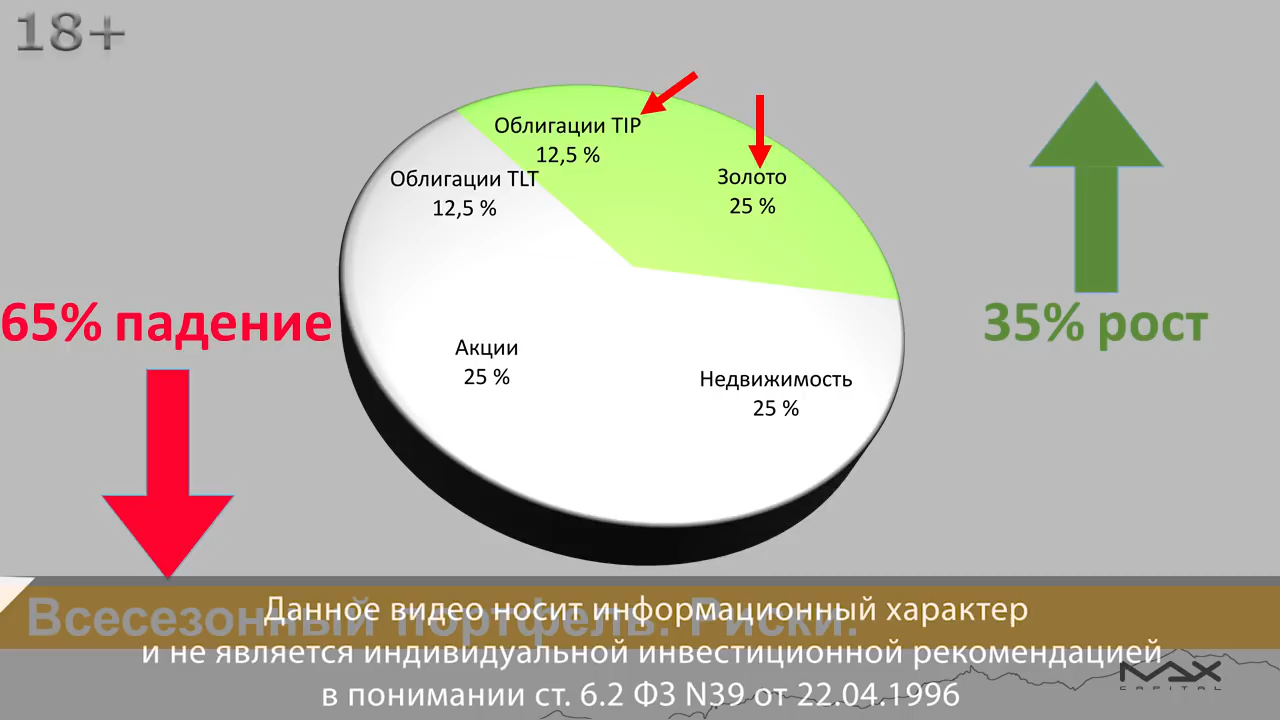 18+
Облигации TIP
12,5 %
Золото
25 %
Облигации TLT
12,5 %
65% падение
35% рост
Акции
25 %
Недвижимость
25 %
Всесезонный портфель. Риски.
Данное видео носит информационный характер
и не является индивидуальной инвестиционной рекомендацией
в понимании ст. 6.2 ФЗ N39 от 22.04.1996
MAX
CAPITAL